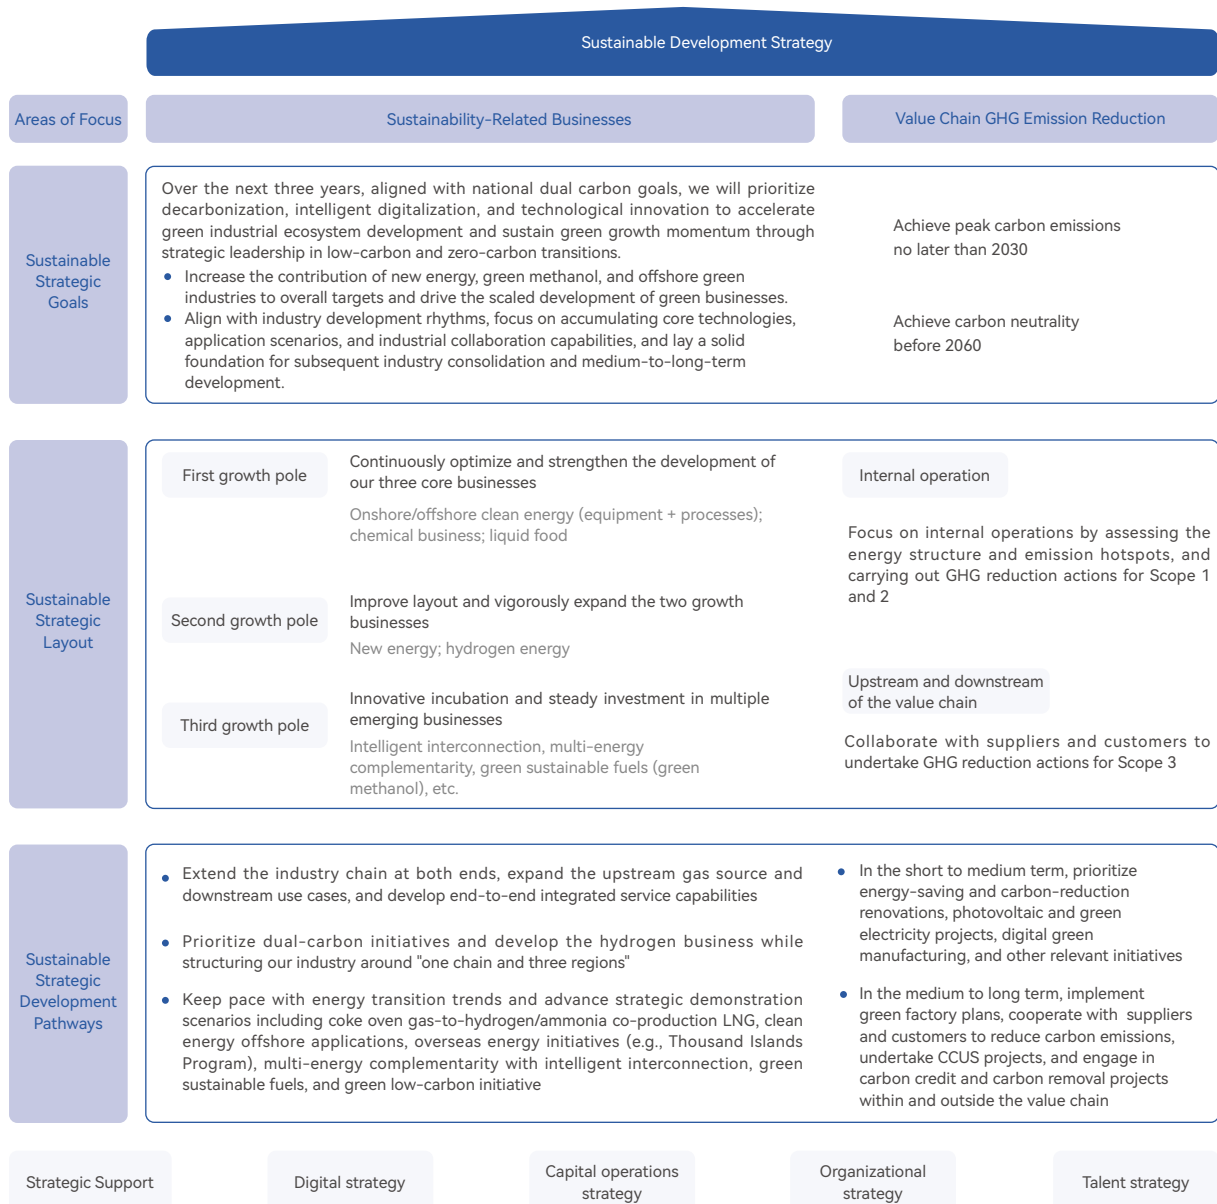 Sustainable Development Strategy
Areas of Focus
Sustainability-Related Businesses
Value Chain GHG Emission Reduction
Sustainable
Strategic
Goals
Over the next three years, aligned with national dual carbon goals, we will prioritize
decarbonization, intelligent digitalization, and technological innovation to accelerate
green industrial ecosystem development and sustain green growth momentum through
strategic leadership in low-carbon and zero-carbon transitions.
• Increase the contribution of new energy, green methanol, and offshore green
industries to overall targets and drive the scaled development of green businesses.
• Align with industry development rhythms, focus on accumulating core technologies,
application scenarios, and industrial collaboration capabilities, and lay a solid
foundation for subsequent industry consolidation and medium-to-long-term
development.
Achieve peak carbon emissions
no later than 2030
Achieve carbon neutrality
before 2060
Sustainable
Strategic
Layout
First growth pole
Continuously optimize and strengthen the development of
our three core businesses
Onshore/offshore clean energy (equipment + processes);
chemical business; liquid food
Second growth pole
Improve layout and vigorously expand the two growth
businesses
New energy; hydrogen energy
Third growth pole
Innovative incubation and steady investment in multiple
emerging businesses
Intelligent interconnection, multi-energy
complementarity, green sustainable fuels (green
methanol), etc.
Internal operation
Focus on internal operations by assessing the
energy structure and emission hotspots, and
carrying out GHG reduction actions for Scope 1
and 2
Upstream and downstream
of the value chain
Collaborate with suppliers and customers to
undertake GHG reduction actions for Scope 3
Sustainable
Strategic
Development
Pathways
• Extend the industry chain at both ends, expand the upstream gas source and
downstream use cases, and develop end-to-end integrated service capabilities
• Prioritize dual-carbon initiatives and develop the hydrogen business while
structuring our industry around "one chain and three regions"
• Keep pace with energy transition trends and advance strategic demonstration
scenarios including coke oven gas-to-hydrogen/ammonia co-production LNG, clean
energy offshore applications, overseas energy initiatives (e.g., Thousand Islands
Program), multi-energy complementarity with intelligent interconnection, green
sustainable fuels, and green low-carbon initiative
• In the short to medium term, prioritize
energy-saving and carbon-reduction
renovations, photovoltaic and green
electricity projects, digital green
manufacturing, and other relevant initiatives
• In the medium to long term, implement
green factory plans, cooperate with suppliers
and customers to reduce carbon emissions,
undertake CCUS projects, and engage in
carbon credit and carbon removal projects
within and outside the value chain
Strategic Support
Digital strategy
Capital operations
strategy
Organizational
strategy
Talent strategy